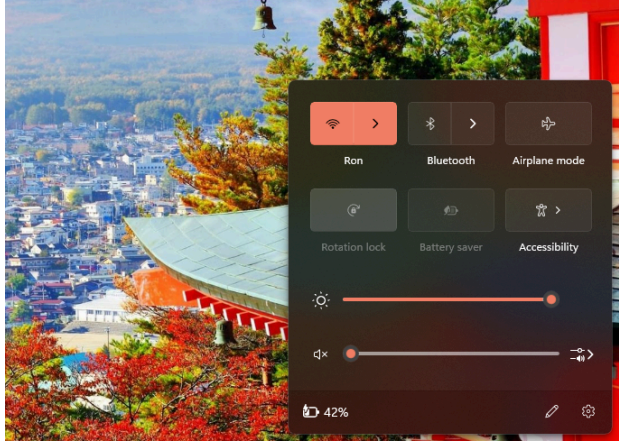 Ron
Bluetooth
Airplane mode
Rotation lock
Battery saver
Accessibility
42%